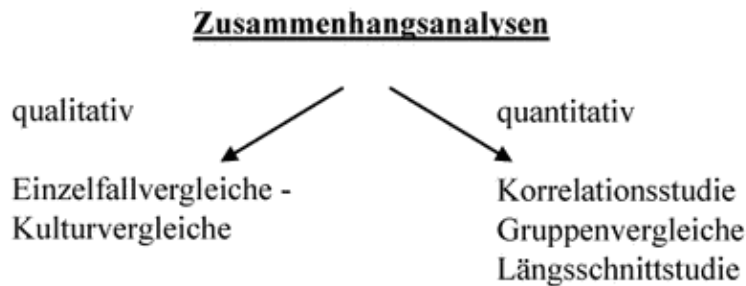 Zusammenhangsanalysen
qualitativ
Einzelfallvergleiche -
Kulturvergleiche
quantitativ
Korrelationsstudie
Gruppenvergleiche
Längsschnittstudie